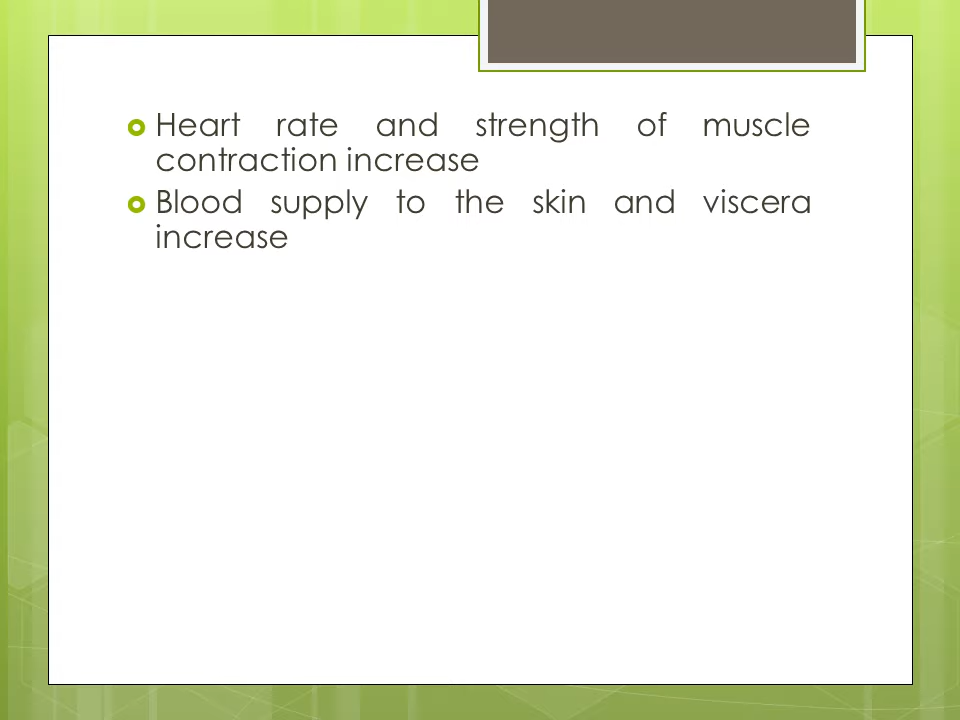 Heart rate and strength of muscle
contraction increase
Blood supply to the skin and viscera
increase